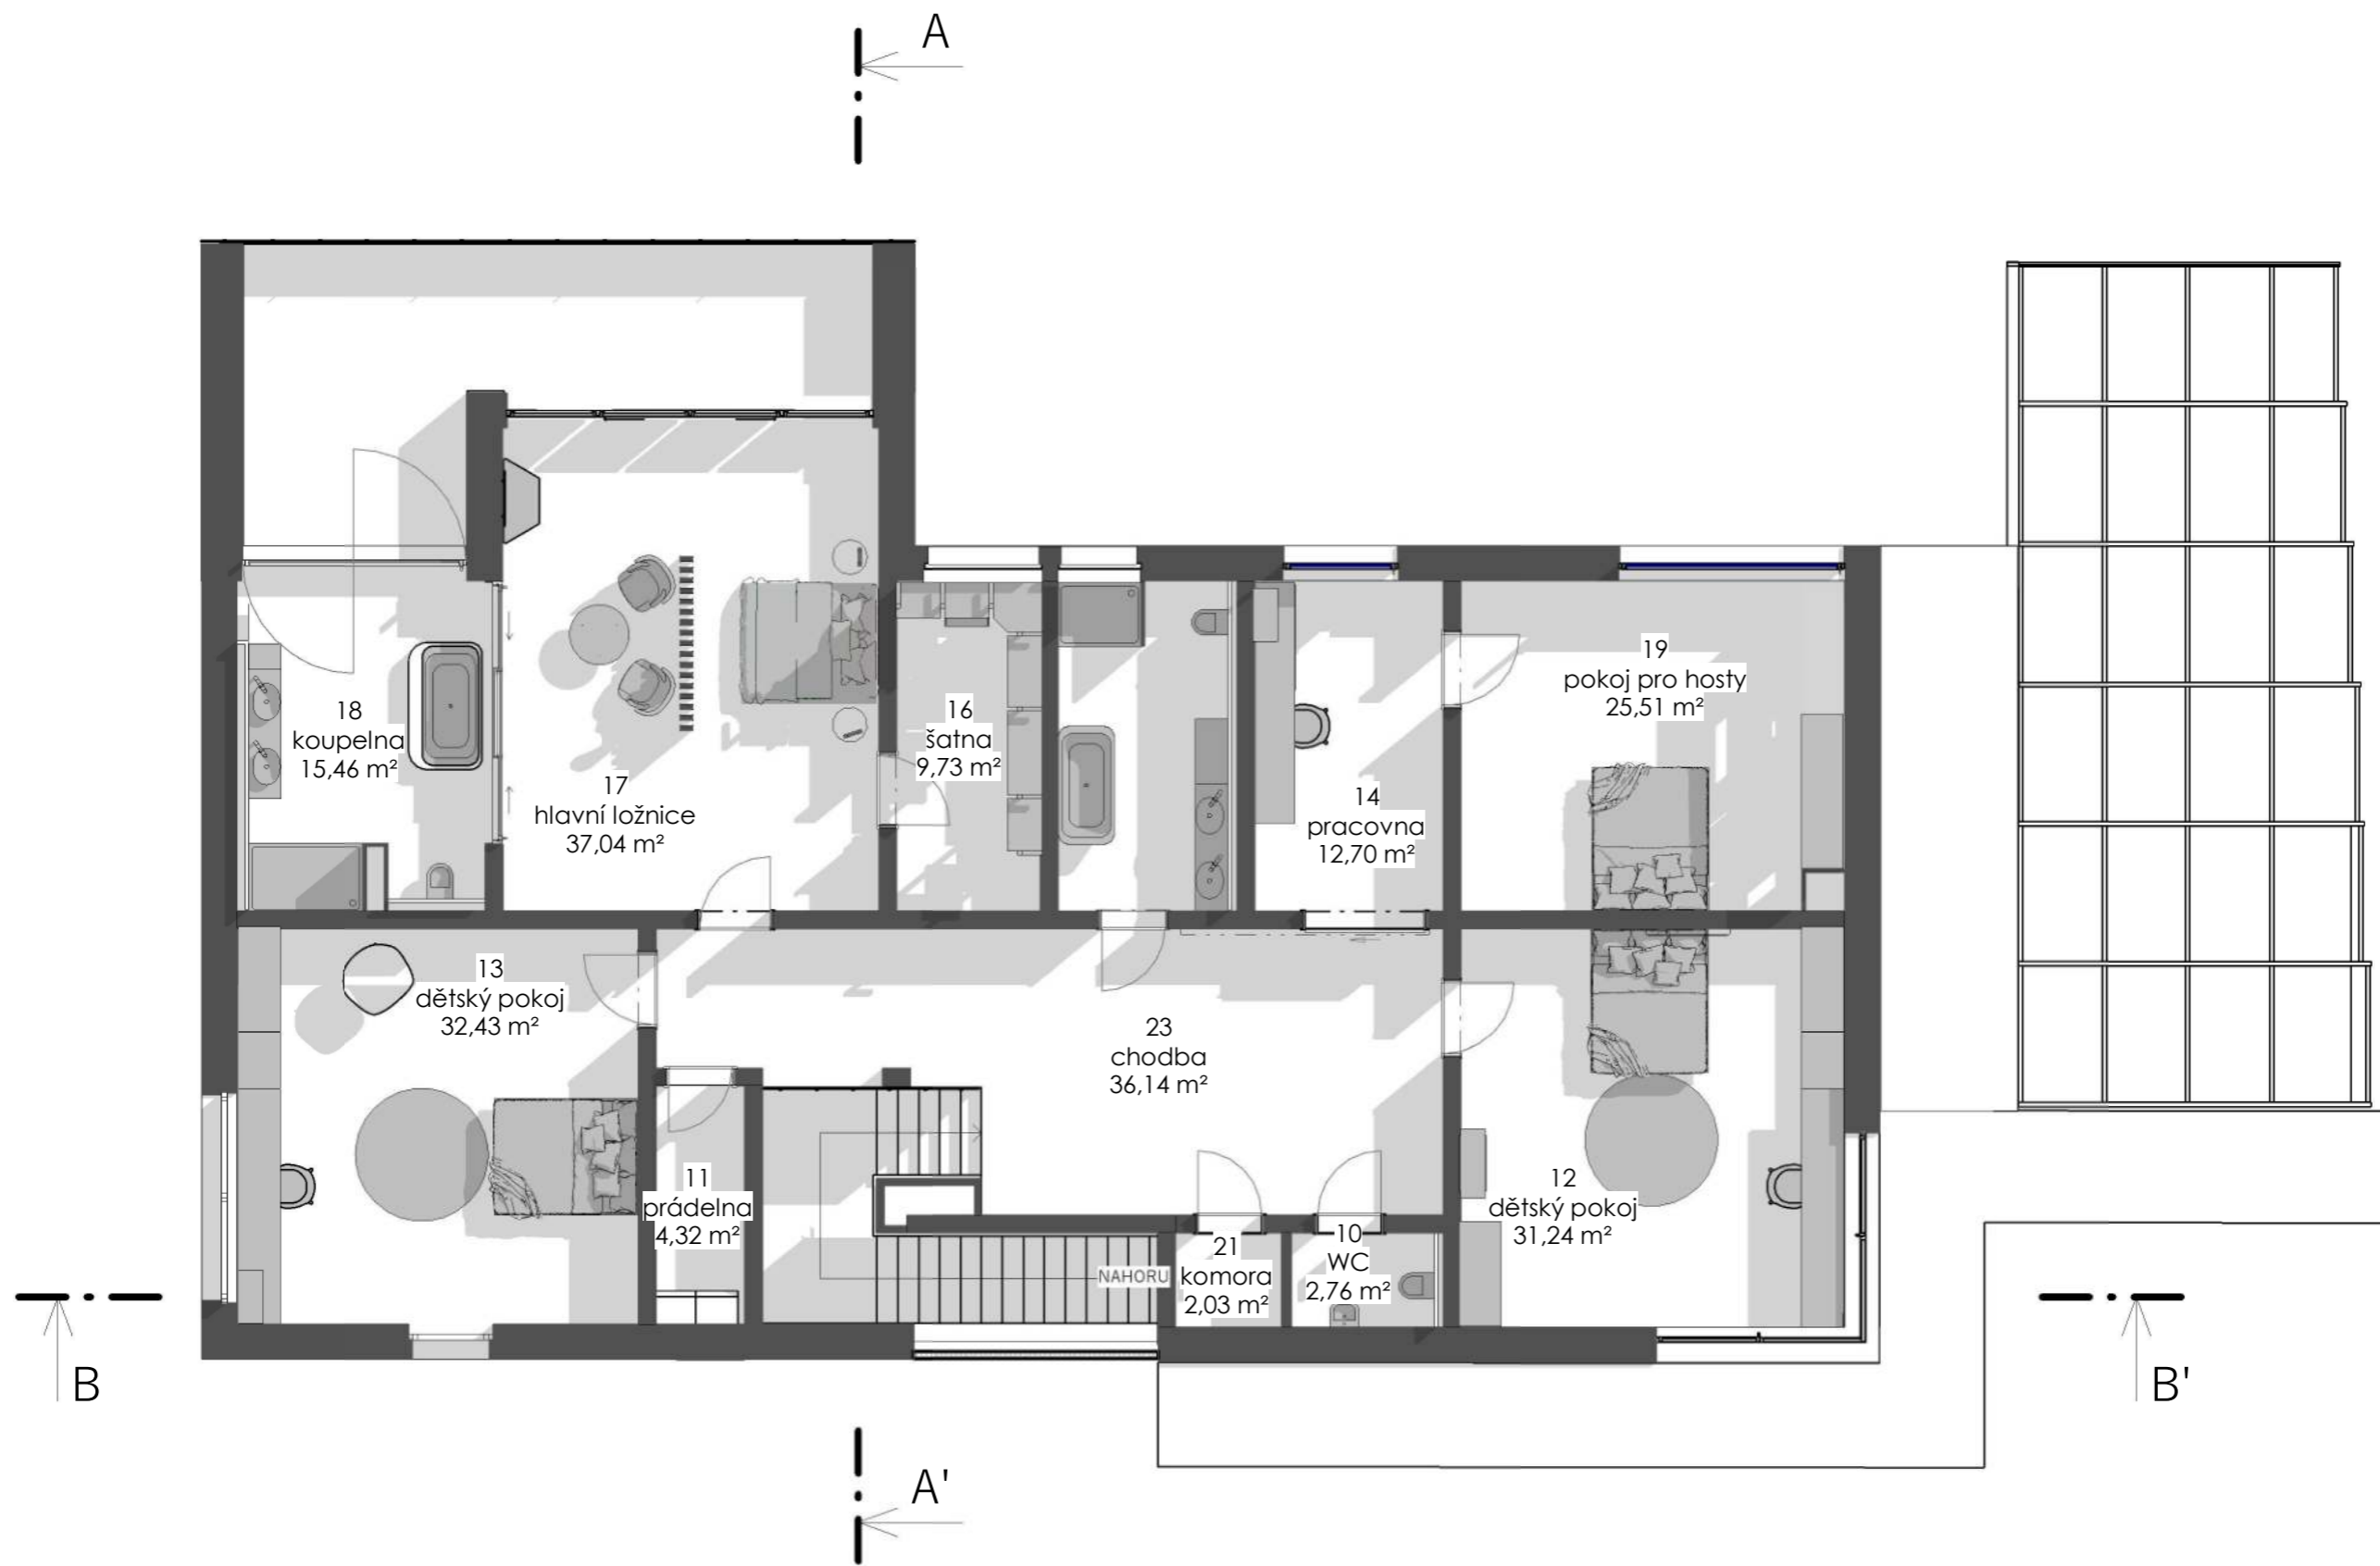 A
18
koupelna
15,46 m²
17
hlavní ložnice
37,04 m²
16
šatna
9,73 m²
14
pracovna
12,70 m²
19
pokoj pro hosty
25,51 m²
13
dětský pokoj
32,43 m²
11
prádelna
4,32 m²
23
chodba
36,14 m²
NAHORU
21
komora
2,03 m²
10
WC
2,76 m²
12
dětský pokoj
31,24 m²
B
B'
A'